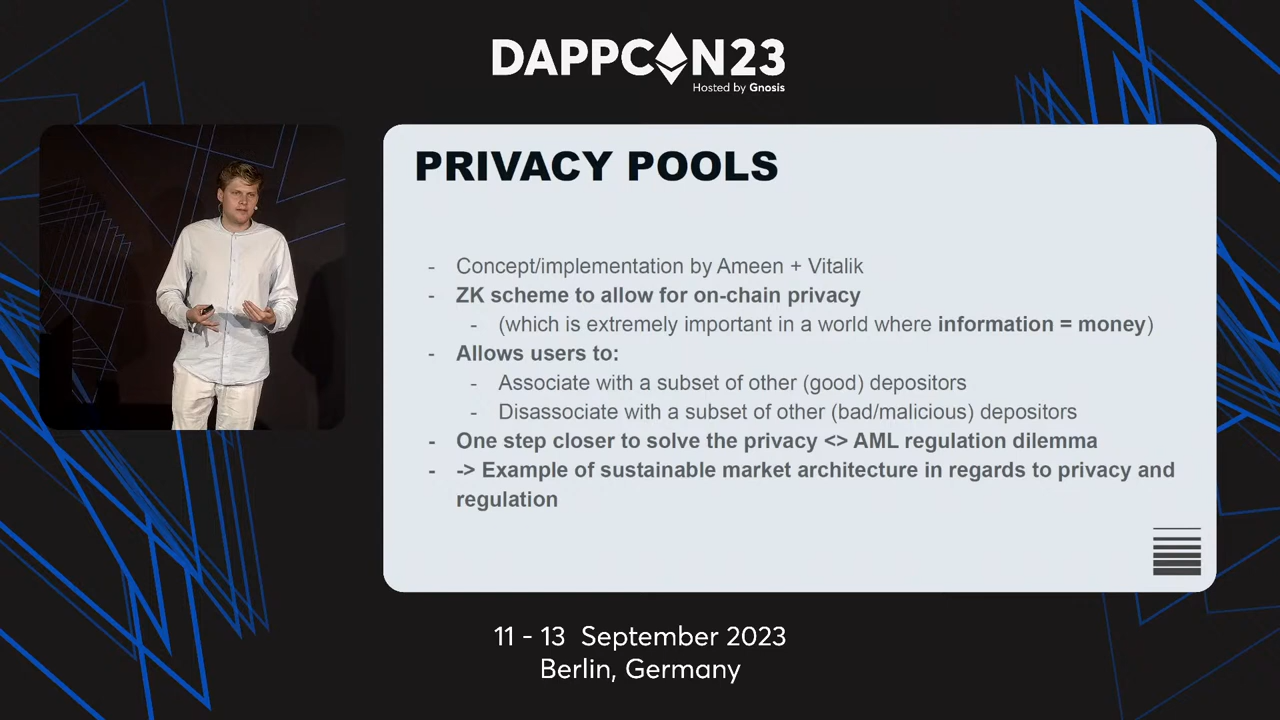 DAPPCON23
Hosted by Gnosis
PRIVACY POOLS
- Concept/implementation by Ameen + Vitalik
- ZK scheme to allow for on-chain privacy
- (which is extremely important in a world where information = money)
- Allows users to:
- Associate with a subset of other (good) depositors
- Disassociate with a subset of other (bad/malicious) depositors
- One step closer to solve the privacy <> AML regulation dilemma
- -> Example of sustainable market architecture in regards to privacy and
regulation
11 - 13 September 2023
Berlin, Germany